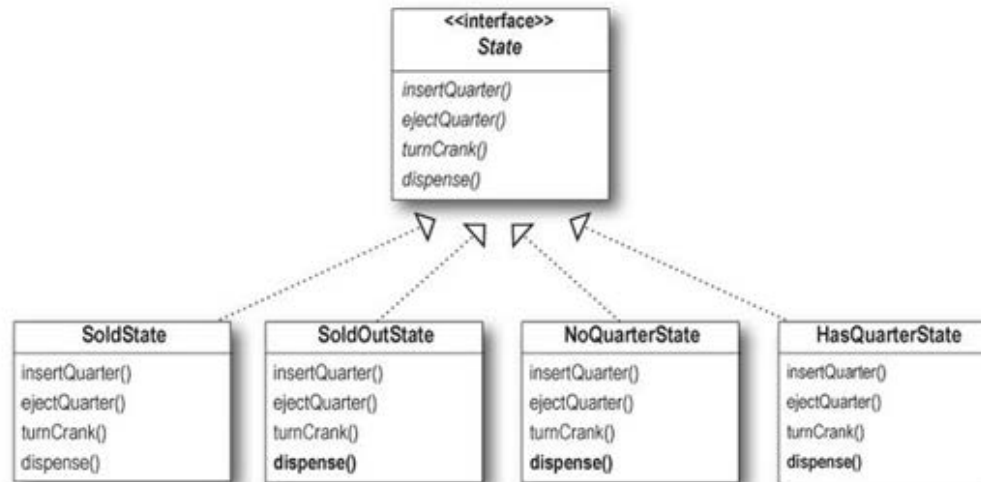 <<interface>>
State
insertQuarter()
ejectQuarter()
turnCrank()
dispense()
SoldState
insertQuarter()
ejectQuarter()
turnCrank()
dispense()
SoldOutState
insertQuarter()
ejectQuarter()
turnCrank()
dispense()
NoQuarterState
insertQuarter()
ejectQuarter()
turnCrank()
dispense()
HasQuarterState
insertQuarter()
ejectQuarter()
turnCrank()
dispense()